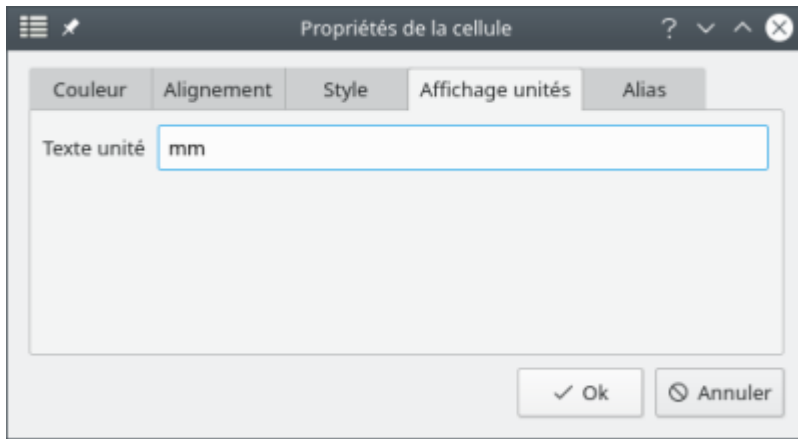 Propriétés de la cellule ?
Couleur Alignement Style Affichage unités Alias
Texte unité mm
Ok Annuler